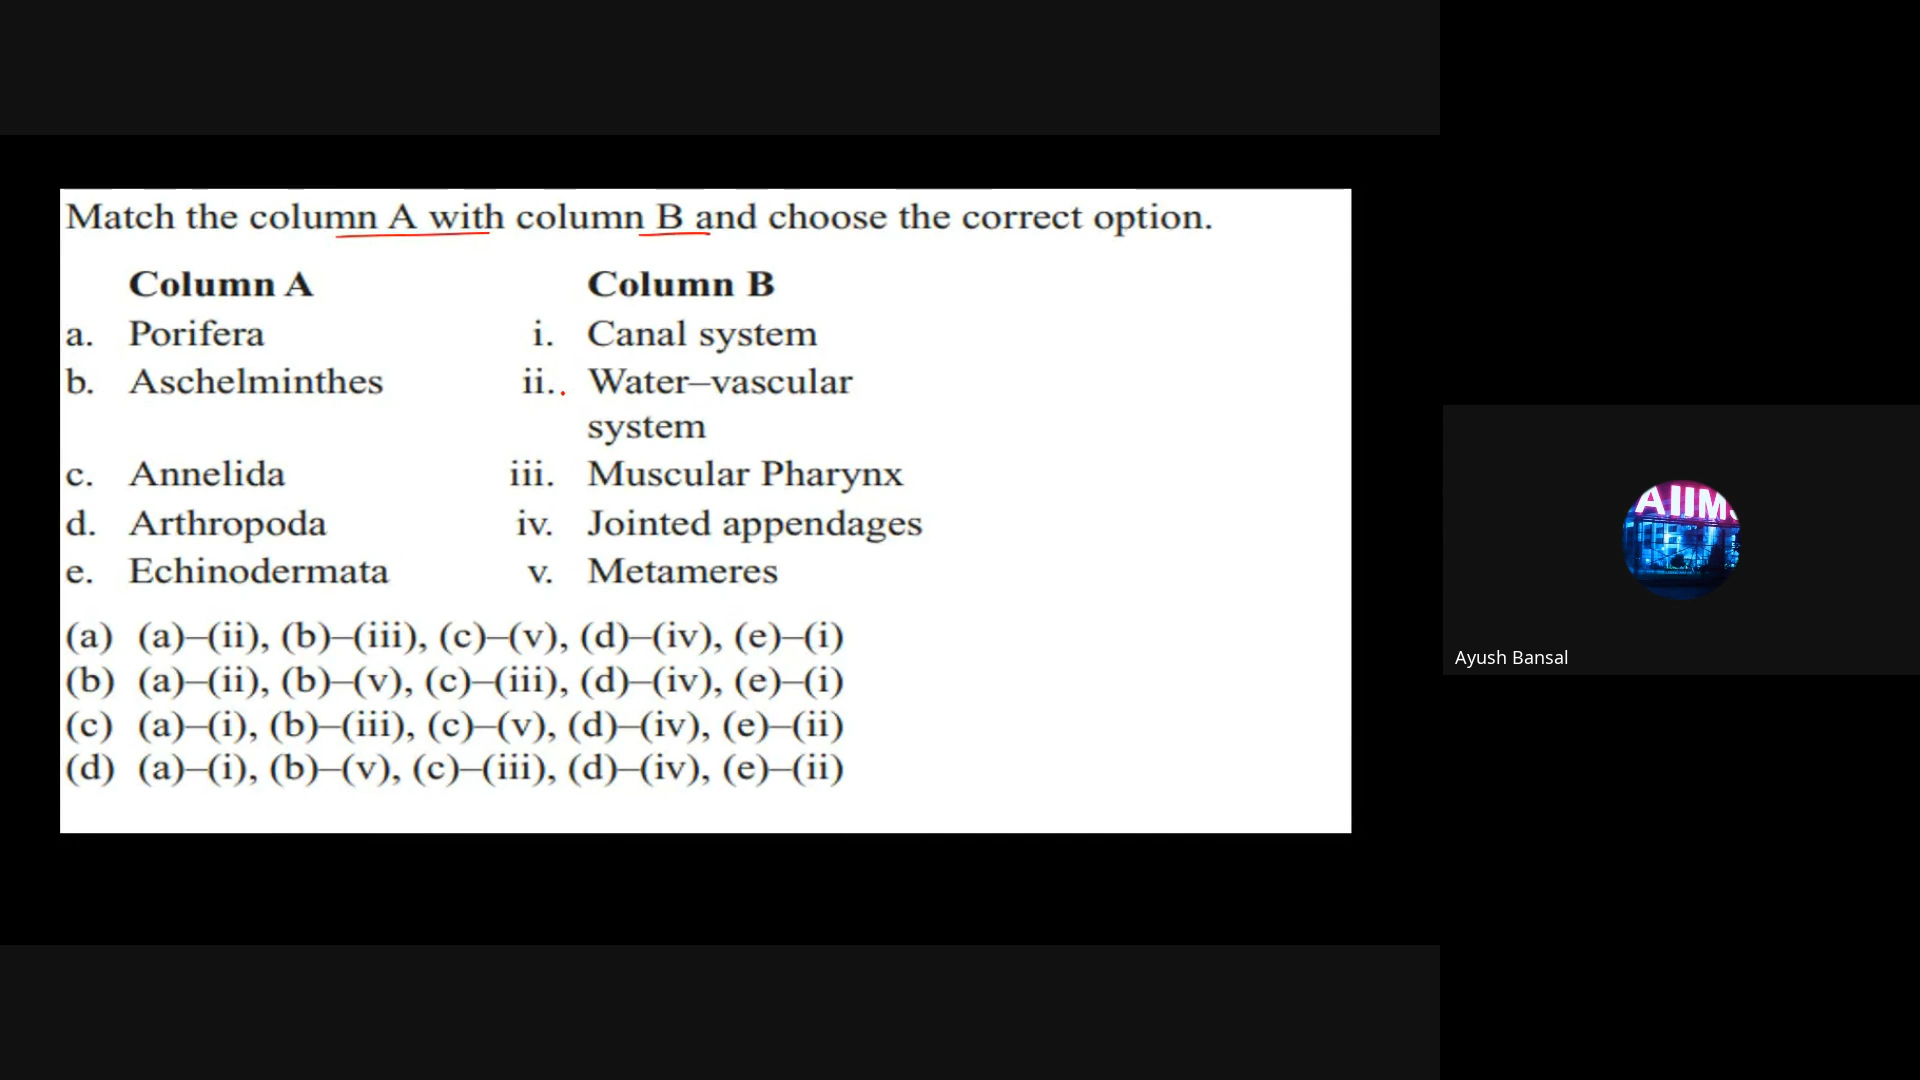 Match the column A with column B and choose the correct option.
Column A Column B
a. Porifera i. Canal system
b. Aschelminthes ii. Water–vascular
system
c. Annelida iii. Muscular Pharynx
d. Arthropoda iv. Jointed appendages
e. Echinodermata v. Metameres
(a) (a)–(ii), (b)–(iii), (c)–(v), (d)–(iv), (e)–(i)
(b) (a)–(ii), (b)–(v), (c)–(iii), (d)–(iv), (e)–(i)
(c) (a)–(i), (b)–(iii), (c)–(v), (d)–(iv), (e)–(ii)
(d) (a)–(i), (b)–(v), (c)–(iii), (d)–(iv), (e)–(ii)
AIIMS
Ayush Bansal